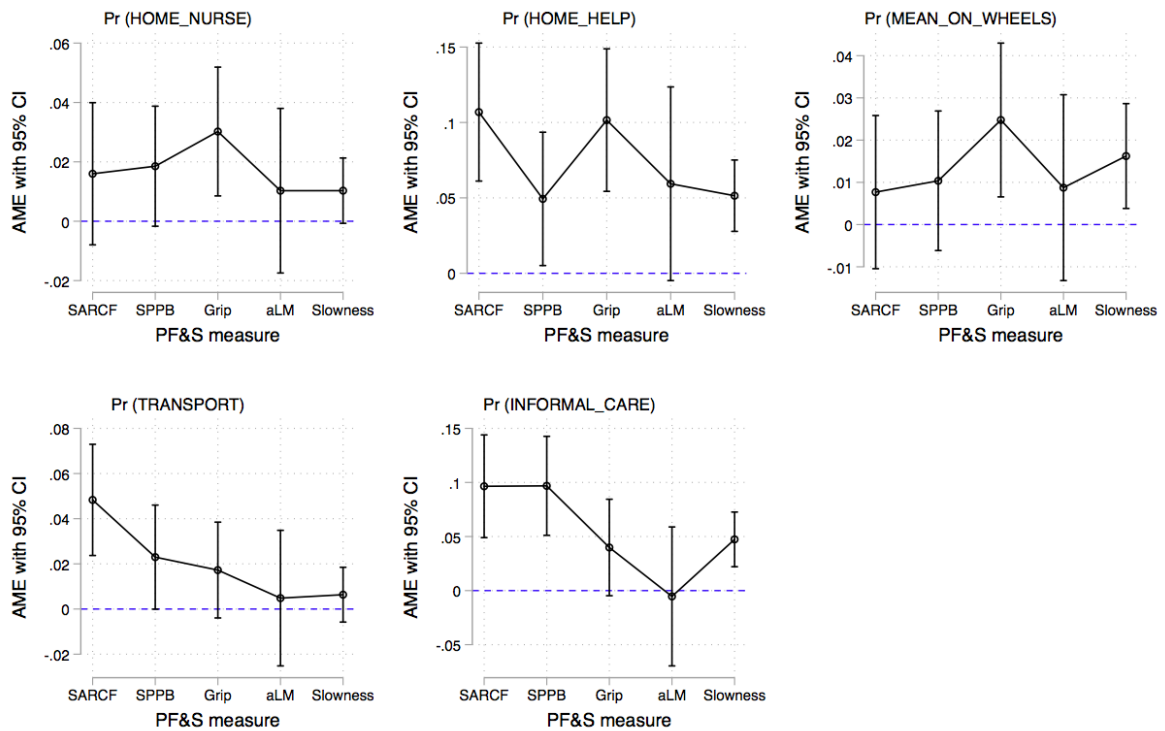 Pr (HOME_NURSE)
AME with 95% CI
.06
.04
.02
0
-.02
SARCF SPPB Grip aLM Slowness
PF&S measure
Pr (HOME_HELP)
AME with 95% CI
.15
.1
.05
0
SARCF SPPB Grip aLM Slowness
PF&S measure
Pr (MEAN_ON_WHEELS)
AME with 95% CI
.04
.03
.02
.01
0
-.01
SARCF SPPB Grip aLM Slowness
PF&S measure
Pr (TRANSPORT)
AME with 95% CI
.08
.06
.04
.02
0
-.02
SARCF SPPB Grip aLM Slowness
PF&S measure
Pr (INFORMAL_CARE)
AME with 95% CI
.15
.1
.05
0
-.05
SARCF SPPB Grip aLM Slowness
PF&S measure